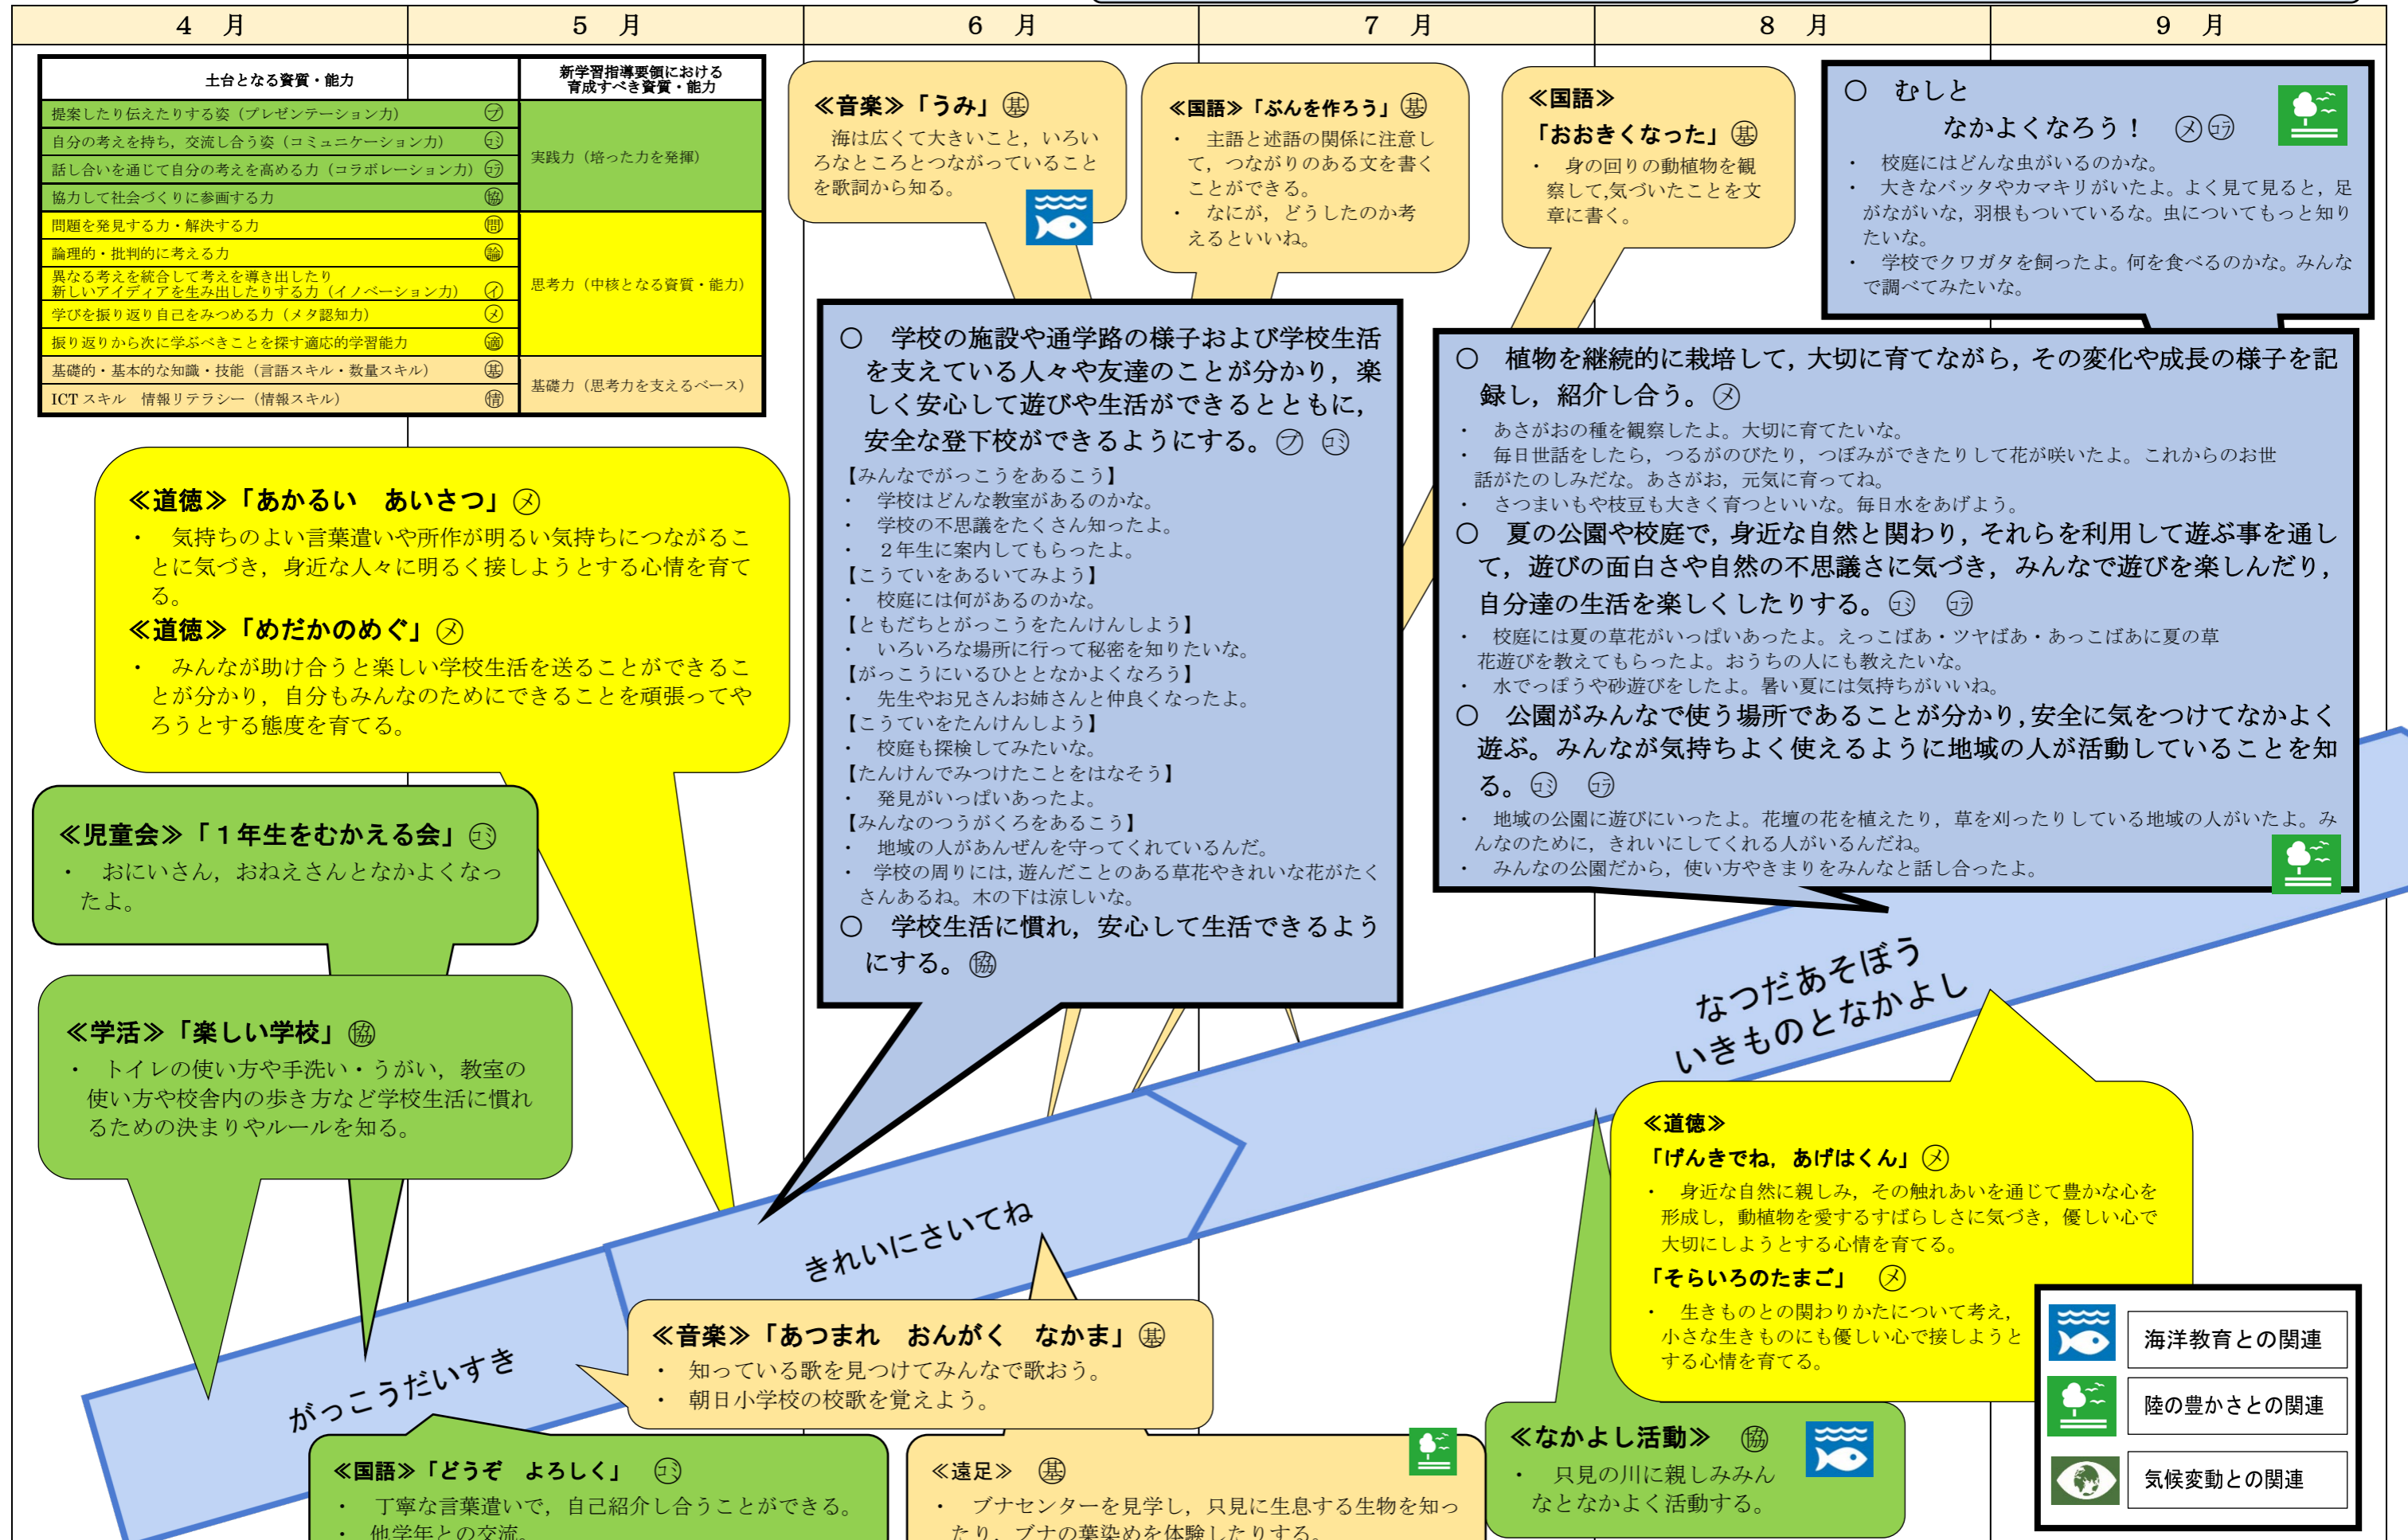 4 月
5 月
6 月
7 月
8 月
9 月
土台となる資質・能力
新学習指導要領における
育成すべき資質・能力
提案したり伝えたりする姿（プレゼンテーション力） ㋫
自分の考えを持ち，交流し合う姿（コミュニケーション力） コミ
話し合いを通じて自分の考えを高める力（コラボレーション力） コラ
協力して社会づくりに参画する力 ㊿協
実践力（培った力を発揮）
問題を発見する力・解決する力 問
論理的・批判的に考える力 論
異なる考えを統合して考えを導き出したり
新しいアイディアを生み出したりする力（イノベーション力） ㋑
学びを振り返り自己をみつめる力（メタ認知力） ㋱
振り返りから次に学ぶべきことを探す適応的学習能力 適
思考力（中核となる資質・能力）
基礎的・基本的な知識・技能（言語スキル・数量スキル） 基
ICT スキル 情報リテラシー（情報スキル） 情
基礎力（思考力を支えるベース）
≪音楽≫「うみ」基
海は広くて大きいこと，いろい
ろなところとつながっていること
を歌詞から知る。
≪国語≫「ぶんを作ろう」基
・ 主語と述語の関係に注意し
て，つながりのある文を書く
ことができる。
・ なにが，どうしたのか考
えるといいね。
≪国語≫
「おおきくなった」基
・ 身の回りの動植物を観
察して，気づいたことを文
章に書く。
〇 むしと
なかよくなろう！ ㋱コラ
・ 校庭にはどんな虫がいるのかな。
・ 大きなバッタやカマキリがいたよ。よく見て見ると，足
がながいな，羽根もついているな。虫についてもっと知り
たいな。
・ 学校でクワガタを飼ったよ。何を食べるのかな。みんな
で調べてみたいな。
≪道徳≫「あかるい あいさつ」㋱
・ 気持ちのよい言葉遣いや所作が明るい気持ちにつながるこ
とに気づき，身近な人々に明るく接しようとする心情を育て
る。
≪道徳≫「めだかのめぐ」㋱
・ みんなが助け合うと楽しい学校生活を送ることができるこ
とが分かり，自分もみんなのためにできることを頑張ってや
ろうとする態度を育てる。
〇 学校の施設や通学路の様子および学校生活
を支えている人々や友達のことが分かり，楽
しく安心して遊びや生活ができるとともに，
安全な登下校ができるようにする。㋫ コミ
【みんなでがっこうをあるこう】
・ 学校はどんな教室があるのかな。
・ 学校の不思議をたくさん知ったよ。
・ ２年生に案内してもらったよ。
【こうていをあるいてみよう】
・ 校庭には何があるのかな。
【ともだちとがっこうをたんけんしよう】
・ いろいろな場所に行って秘密を知りたいな。
【がっこうにいるひととなかよくなろう】
・ 先生やお兄さんお姉さんと仲良くなったよ。
【こうていをたんけんしよう】
・ 校庭も探検してみたいな。
【たんけんでみつけたことをはなそう】
・ 発見がいっぱいあったよ。
【みんなのつうがくろをあるこう】
・ 地域の人があんぜんを守ってくれているんだ。
・ 学校の周りには，遊んだことのある草花やきれいな花がたく
さんあるね。木の下は涼しいな。
〇 学校生活に慣れ，安心して生活できるよう
にする。協
〇 植物を継続的に栽培して，大切に育てながら，その変化や成長の様子を記
録し，紹介し合う。㋱
・ あさがおの種を観察したよ。大切に育てたいな。
・ 毎日世話をしたら，つるがのびたり，つぼみができたりして花が咲いたよ。これからのお世
話がたのしみだな。あさがお，元気に育ってね。
・ さつまいもや枝豆も大きく育つといいな。毎日水をあげよう。
〇 夏の公園や校庭で，身近な自然と関わり，それらを利用して遊ぶ事を通し
て，遊びの面白さや自然の不思議さに気づき，みんなで遊びを楽しんだり，
自分達の生活を楽しくしたりする。コミ コラ
・ 校庭には夏の草花がいっぱいあったよ。えっこばあ・ツヤばあ・あっこばあに夏の草
花遊びを教えてもらったよ。おうちの人にも教えたいな。
・ 水でっぽうや砂遊びをしたよ。暑い夏には気持ちがいいね。
〇 公園がみんなで使う場所であることが分かり，安全に気をつけてなかよく
遊ぶ。みんなが気持ちよく使えるように地域の人が活動していることを知
る。コミ コラ
・ 地域の公園に遊びにいったよ。花壇の花を植えたり，草を刈ったりしている地域の人がいたよ。み
んなのために，きれいにしてくれる人がいるんだね。
・ みんなの公園だから，使い方やきまりをみんなと話し合ったよ。
≪児童会≫「１年生をむかえる会」コミ
・ おにいさん，おねえさんとなかよくなっ
たよ。
≪学活≫「楽しい学校」協
・ トイレの使い方や手洗い・うがい，教室の
使い方や校舎内の歩き方など学校生活に慣れ
るための決まりやルールを知る。
なつだあそぼう
いきものとなかよし
きれいにさいてね
がっこうだいすき
≪道徳≫
「げんきでね，あげはくん」㋱
・ 身近な自然に親しみ，その触れあいを通じて豊かな心を
形成し，動植物を愛するすばらしさに気づき，優しい心で
大切にしようとする心情を育てる。
「そらいろのたまご」 ㋱
・ 生きものとの関わりかたについて考え，
小さな生きものにも優しい心で接しようと
する心情を育てる。
≪音楽≫「あつまれ おんがく なかま」基
・ 知っている歌を見つけてみんなで歌おう。
・ 朝日小学校の校歌を覚えよう。
≪国語≫「どうぞ よろしく」 コミ
・ 丁寧な言葉遣いで，自己紹介し合うことができる。
・ 他学年との交流。
≪遠足≫ 基
・ ブナセンターを見学し，只見に生息する生物を知っ
たり，ブナの葉染めを体験したりする。
≪なかよし活動≫ 協
・ 只見の川に親しみみん
なとなかよく活動する。
海洋教育との関連
陸の豊かさとの関連
気候変動との関連